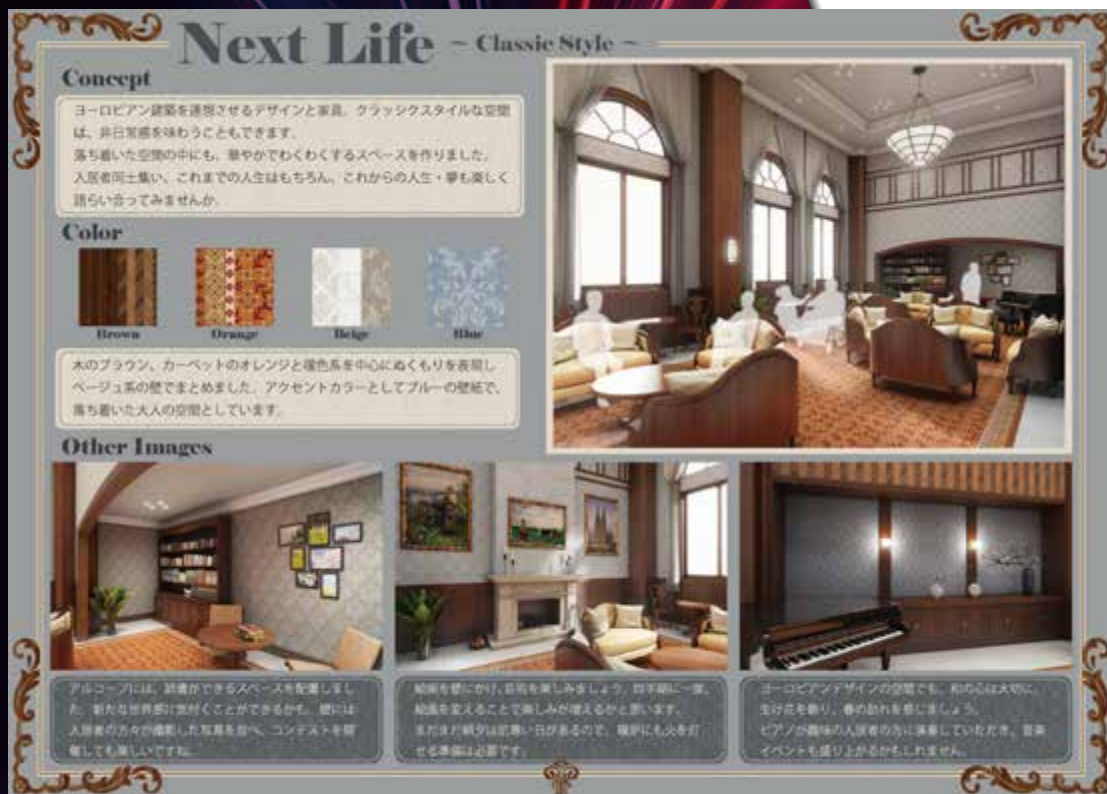 Next Life ~ Classic Style ~
Concept
ヨーロピアン建築を連想させるデザインと家具。クラッシクスタイルな空間
は、非日常感を味わうこともできます。
落ち着いた空間の中にも、華やかでわくわくするスペースを作りました。
入居者同士集い、これまでの人生はもちろん、これからの人生・夢も楽しく
語らい合ってみませんか。
Color
Brown
Orange
Beige
Blue
木のブラウン、カーペットのオレンジと暖色系を中心にぬくもりを表現し
ベージュ系の壁でまとめました。アクセントカラーとしてブルーの壁紙で、
落ち着いた大人の空間としています。
Other Images
アルコーブには、読書ができるスペースを配置しまし
た。新たな世界感に気付くことができるかも。壁には
入居者の方々が撮影した写真を並べ、コンテストを開
催しても楽しいですね。
絵画を壁にかけ、芸術を楽しみましょう。四半期に一度、
絵画を変えることで楽しみが増えるかと思います。
まだまだ朝夕は肌寒い日があるので、暖炉にも火を灯
せる準備は必要です。
ヨーロピアンデザインの空間でも、和の心は大切に。
生け花を飾り、春の訪れを感じましょう。
ピアノが趣味の入居者の方に演奏していただき、音楽
イベントも盛り上がるかもしれません。